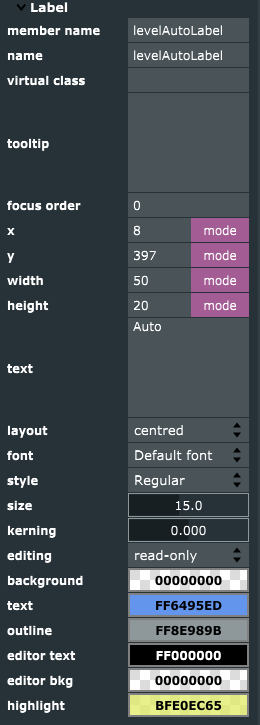 Label
member name levelAutoLabel
name levelAutoLabel
virtual class
tooltip
focus order 0
x 8 mode
y 397 mode
width 50 mode
height 20 mode
Auto
text
layout centred
font Default font
style Regular
size 15.0
kerning 0.000
editing read-only
background 00000000
text FF6495ED
outline FF8E989B
editor text FF000000
editor bkg 00000000
highlight BFE0EC65